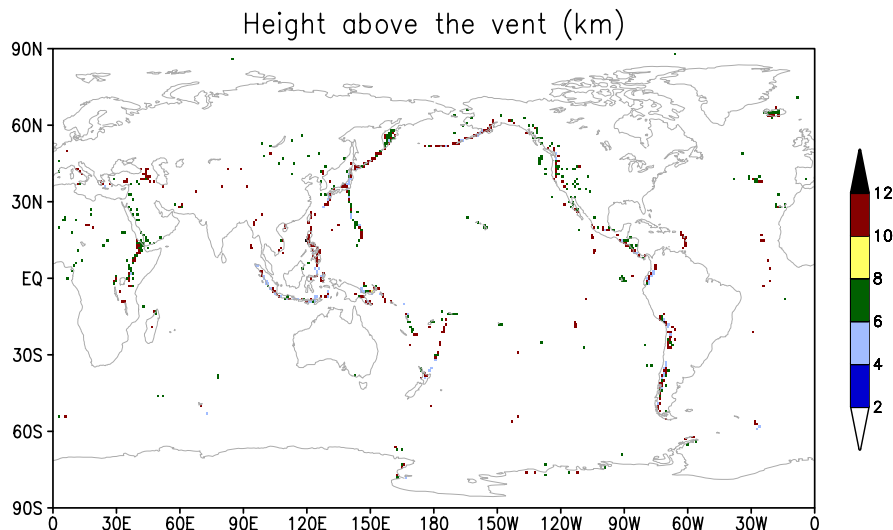 Height above the vent (km)
90N
60N
30N
EQ
30S
60S
90S
0 30E 60E 90E 120E 150E 180 150W 120W 90W 60W 30W 0
12
10
8
6
4
2